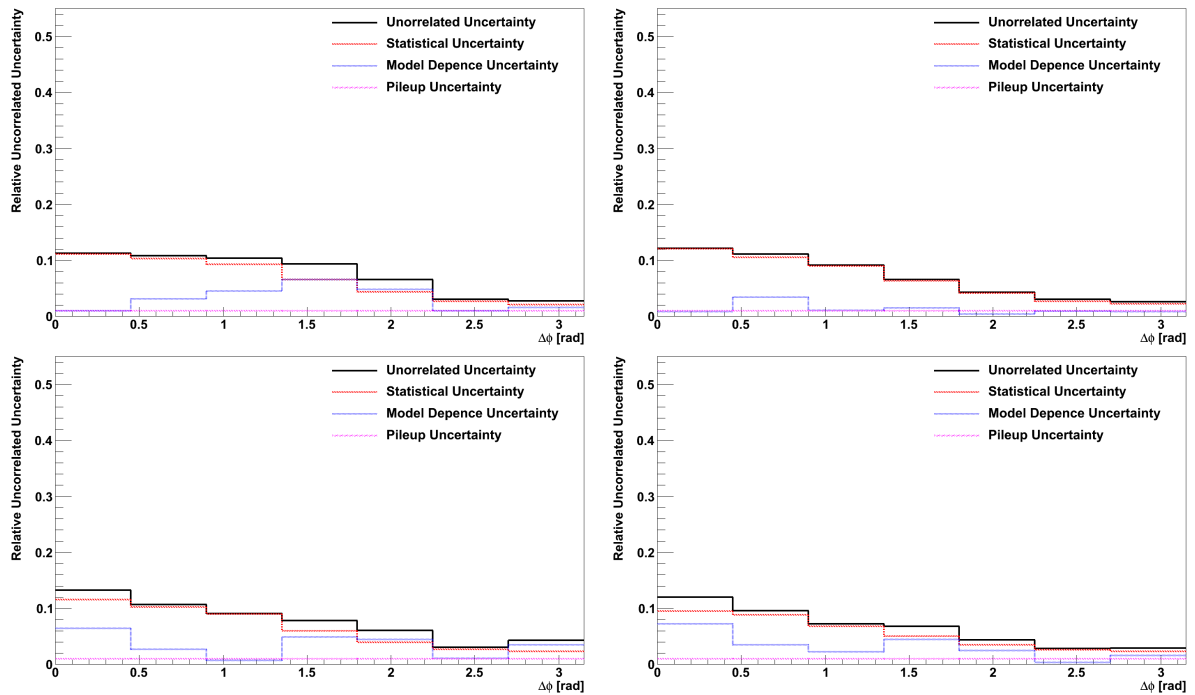 Relative Uncorrelated Uncertainty
0.5
0.4
0.3
0.2
0.1
0
Unorrelated Uncertainty
Statistical Uncertainty
Model Depence Uncertainty
Pileup Uncertainty
0 0.5 1 1.5 2 2.5 3
Δϕ [rad]
Relative Uncorrelated Uncertainty
0.5
0.4
0.3
0.2
0.1
0
Unorrelated Uncertainty
Statistical Uncertainty
Model Depence Uncertainty
Pileup Uncertainty
0 0.5 1 1.5 2 2.5 3
Δϕ [rad]
Relative Uncorrelated Uncertainty
0.5
0.4
0.3
0.2
0.1
0
Unorrelated Uncertainty
Statistical Uncertainty
Model Depence Uncertainty
Pileup Uncertainty
0 0.5 1 1.5 2 2.5 3
Δϕ [rad]
Relative Uncorrelated Uncertainty
0.5
0.4
0.3
0.2
0.1
0
Unorrelated Uncertainty
Statistical Uncertainty
Model Depence Uncertainty
Pileup Uncertainty
0 0.5 1 1.5 2 2.5 3
Δϕ [rad]